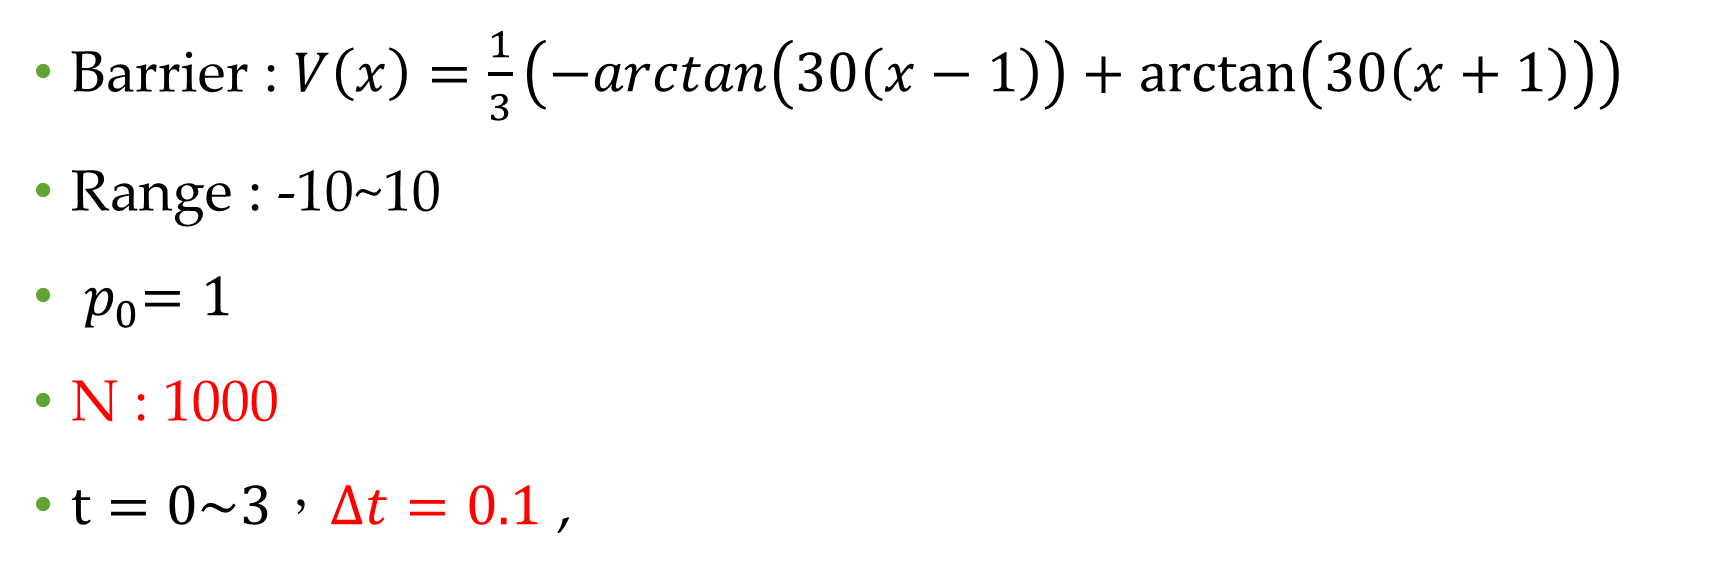 • Barrier : V(x) = 1/3 (−arctan(30(x − 1)) + arctan(30(x + 1)))
• Range : -10~10
• p₀= 1
• N : 1000
• t = 0~3，Δt = 0.1 ,